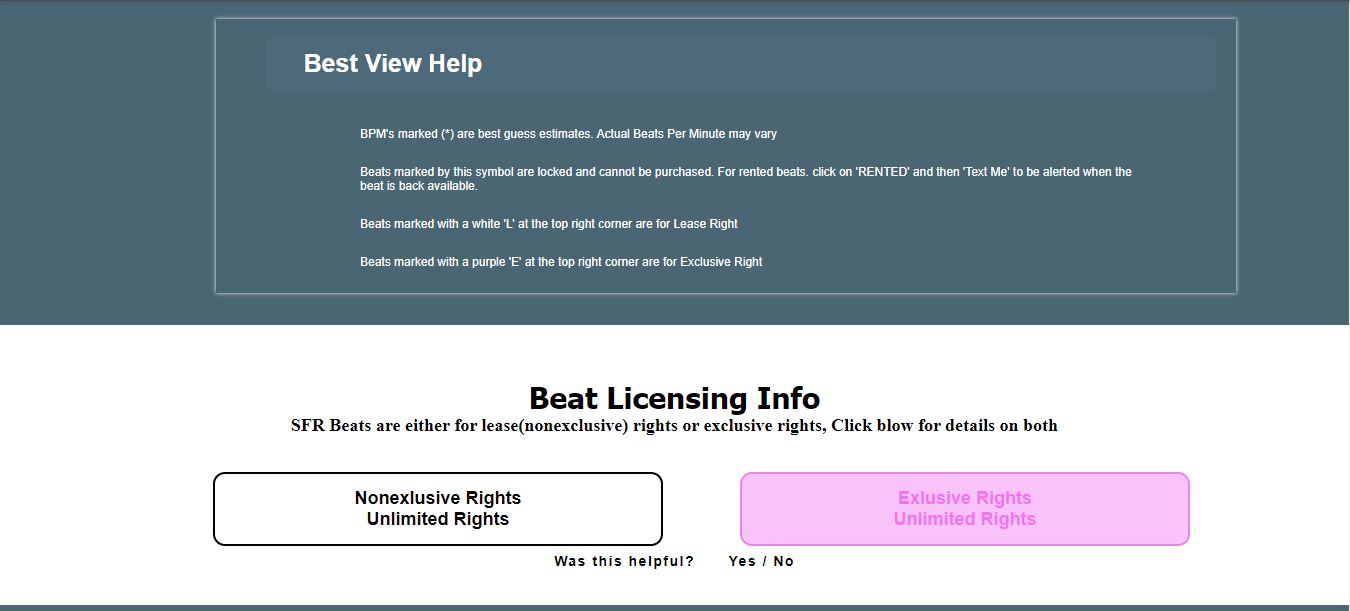 Best View Help
BPM's marked (*) are best guess estimates. Actual Beats Per Minute may vary
Beats marked by this symbol are locked and cannot be purchased. For rented beats. click on 'RENTED' and then 'Text Me' to be alerted when the
beat is back available.
Beats marked with a white 'L' at the top right corner are for Lease Right
Beats marked with a purple 'E' at the top right corner are for Exclusive Right
Beat Licensing Info
SFR Beats are either for lease(nonexclusive) rights or exclusive rights, Click blow for details on both
Nonexlusive Rights
Unlimited Rights
Exlusive Rights
Unlimited Rights
Was this helpful? Yes / No